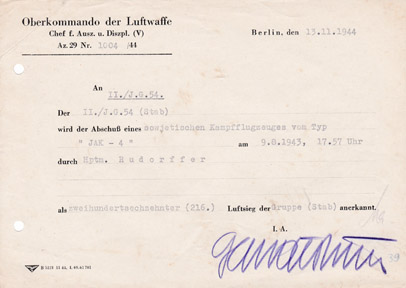 Oberkommando der Luftwaffe
Chef f. Ausz. u. Diszpl. (V)
Az. 29 Nr. 1004 /44
Berlin, den 13.11.1944
An
II./J.G.54.
Der II./J.G.54 (Stab)
wird der Abschuß eines sowjetischen Kampfflugzeuges vom Typ
" JAK - 4 " am 9.8.1943, 17.57 Uhr
durch Hptm. Rudorffer
als zweihundertsechzehnter (216.) Luftsieg der Gruppe (Stab) anerkannt.
I. A.